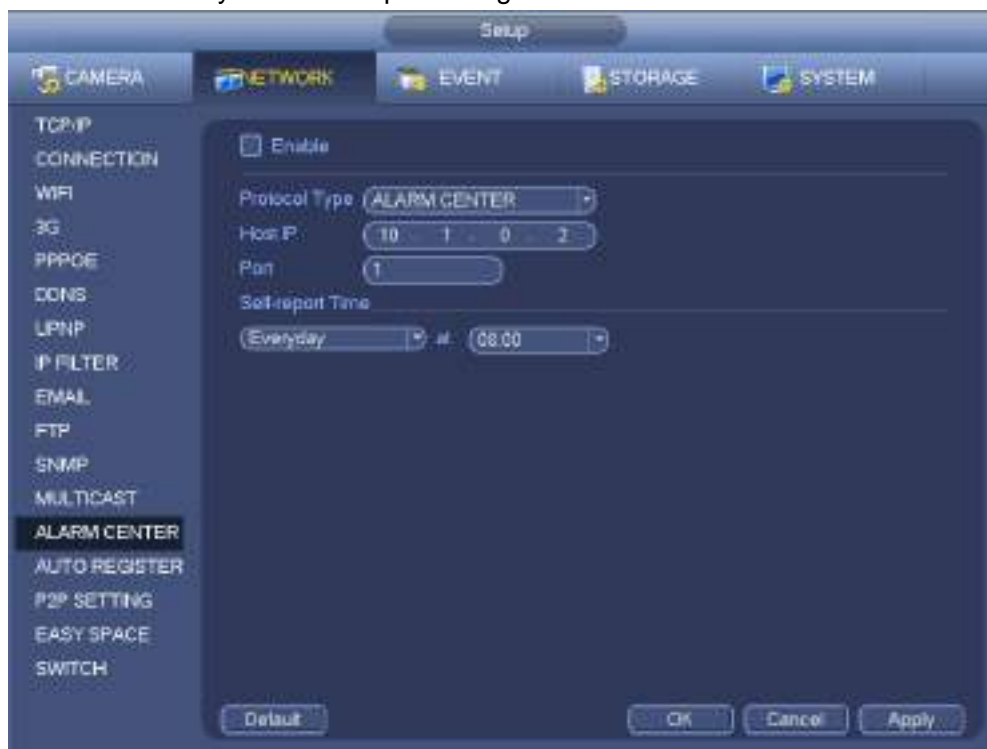 Setup
CAMERA NETWORK EVENT STORAGE SYSTEM
TCP/IP
CONNECTION
WIFI
3G
PPPOE
DDNS
UPNP
IP FILTER
EMAIL
FTP
SNMP
MULTICAST
ALARM CENTER
AUTO REGISTER
P2P SETTING
EASY SPACE
SWITCH
Enable
Protocol Type ALARM CENTER
Host IP 10 . 1 . 0 . 2
Port 1
Self-report Time
Everyday at 08:00
Default OK Cancel Apply